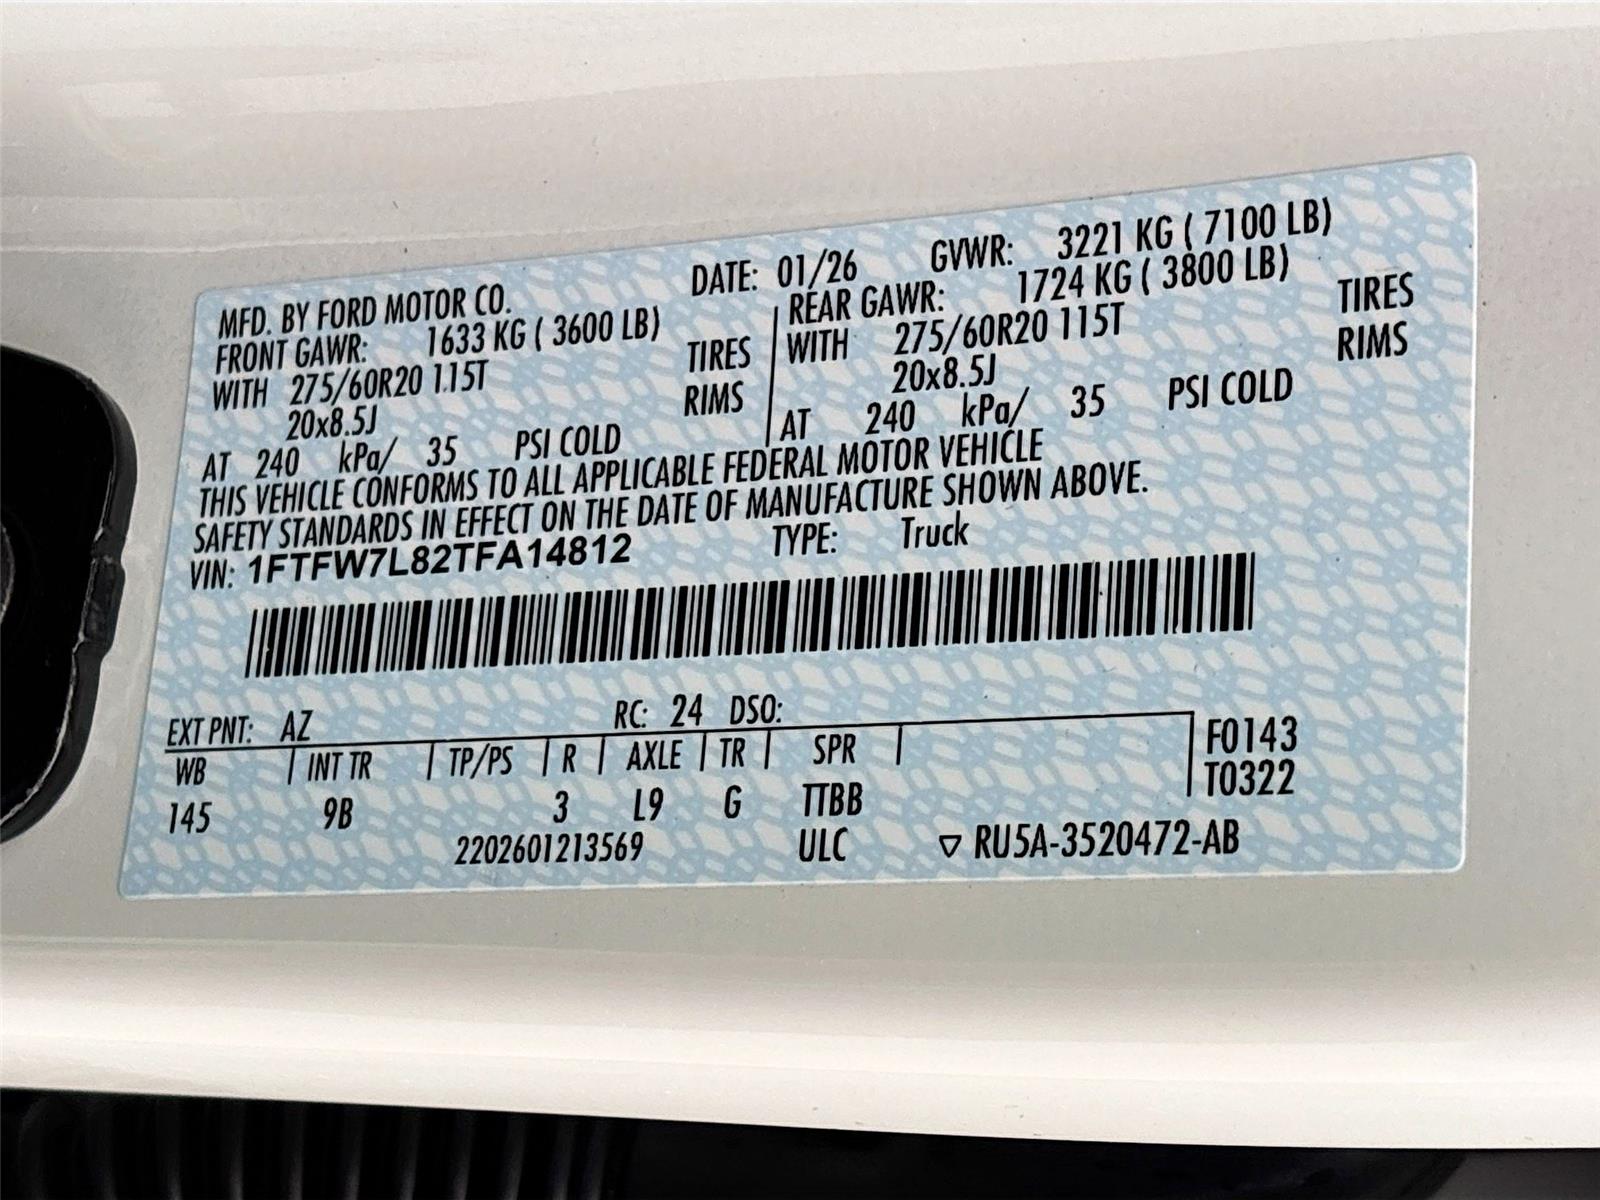 MFD. BY FORD MOTOR CO. DATE: 01/26 GVWR: 3221 KG ( 7100 LB)
FRONT GAWR: 1633 KG ( 3600 LB) REAR GAWR: 1724 KG ( 3800 LB)
WITH 275/60R20 115T TIRES WITH 275/60R20 115T TIRES
20x8.5J RIMS 20x8.5J RIMS
AT 240 kPa/ 35 PSI COLD AT 240 kPa/ 35 PSI COLD
THIS VEHICLE CONFORMS TO ALL APPLICABLE FEDERAL MOTOR VEHICLE
SAFETY STANDARDS IN EFFECT ON THE DATE OF MANUFACTURE SHOWN ABOVE.
VIN: 1FTFW7L82TFA14812 TYPE: Truck
EXT PNT: AZ RC: 24 DSO:
WB INT TR TP/PS R AXLE TR SPR F0143
145 9B 3 L9 G TTBB T0322
2202601213569 ULC ▽ RU5A-3520472-AB